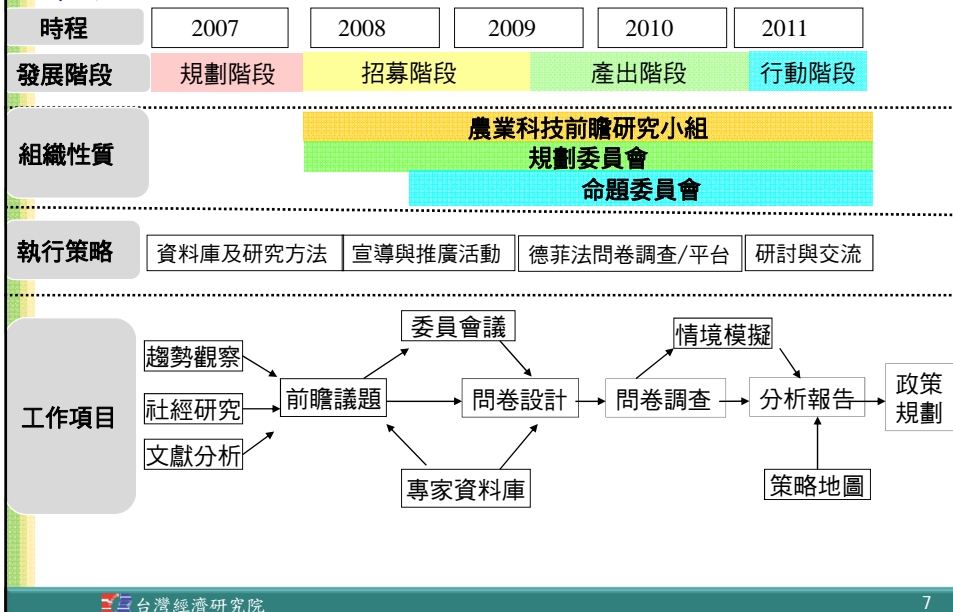 時程
2007
2008
2009
2010
2011
發展階段
規劃階段
招募階段
產出階段
行動階段
組織性質
農業科技前瞻研究小組
規劃委員會
命題委員會
執行策略
資料庫及研究方法
宣導與推廣活動
德菲法問卷調查/平台
研討與交流
工作項目
趨勢觀察
社經研究
文獻分析
前瞻議題
委員會議
專家資料庫
問卷設計
問卷調查
情境模擬
分析報告
策略地圖
政策
規劃
台灣經濟研究院
7